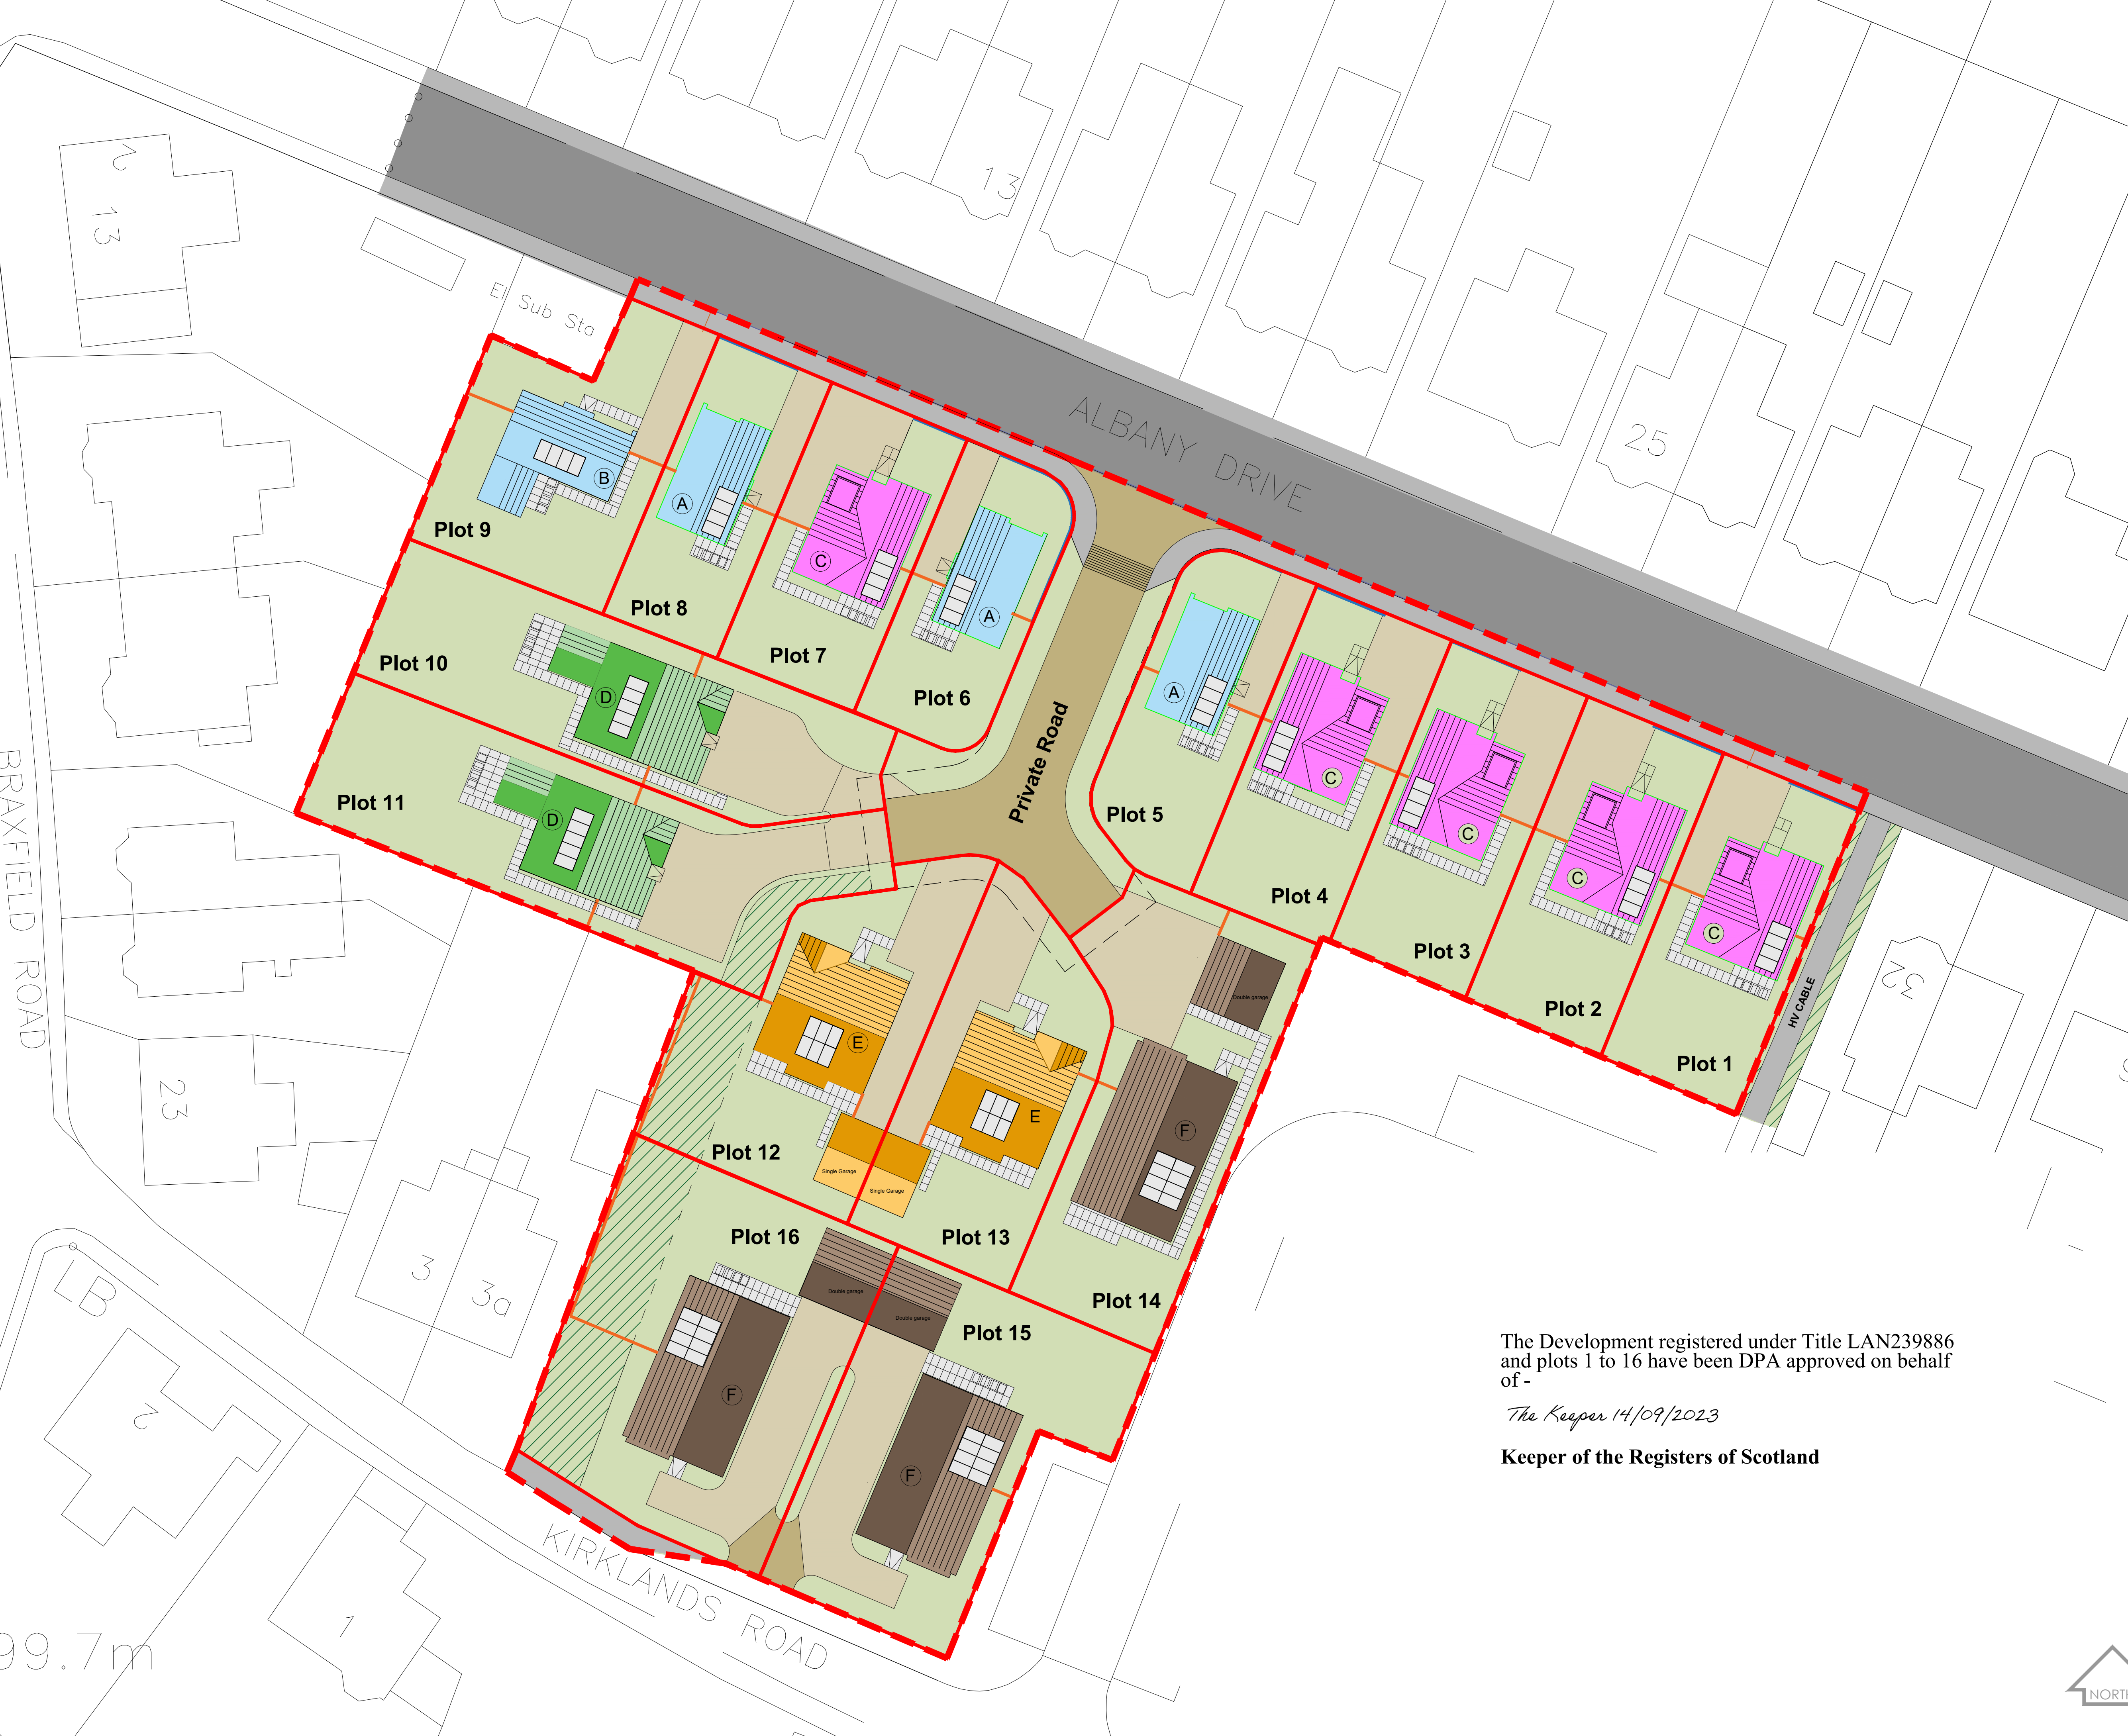 13
2
13
El Sub Sta
ALBANY DRIVE
25
B
A
C
A
Plot 9
Plot 8
Plot 7
Plot 6
Plot 10
D
Private Road
A
C
C
C
C
Plot 5
Plot 4
Plot 3
Plot 2
Plot 1
HV CABLE
32
Plot 11
D
BRAXFIELD ROAD
23
Double garage
E
E
F
Plot 12
Single Garage
Single Garage
Plot 16
Plot 13
Plot 14
3
3a
LB
2
Double garage
Double garage
Plot 15
F
F
KIRKLANDS ROAD
1
99.7m
The Development registered under Title LAN239886
and plots 1 to 16 have been DPA approved on behalf
of -
The Keeper 14/09/2023
Keeper of the Registers of Scotland
NORTH